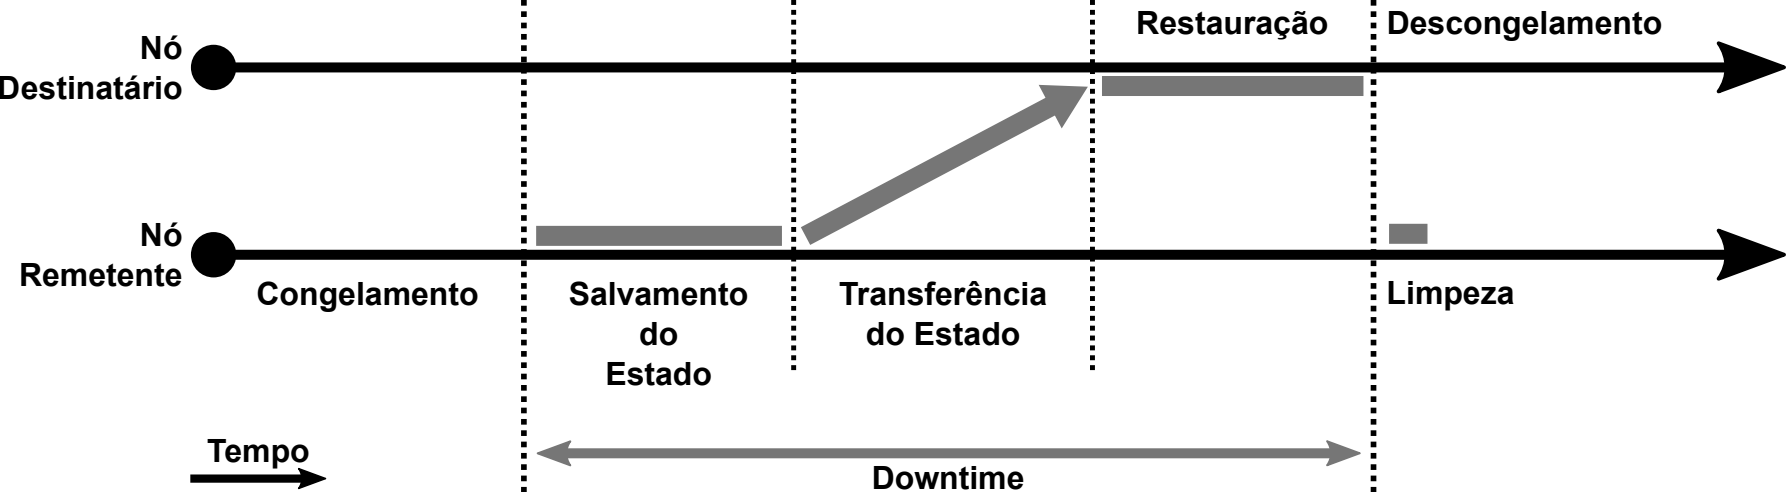 Restauração
Descongelamento
Nó
Destinatário
Nó
Remetente
Congelamento
Salvamento
do
Estado
Transferência
do Estado
Limpeza
Tempo
Downtime